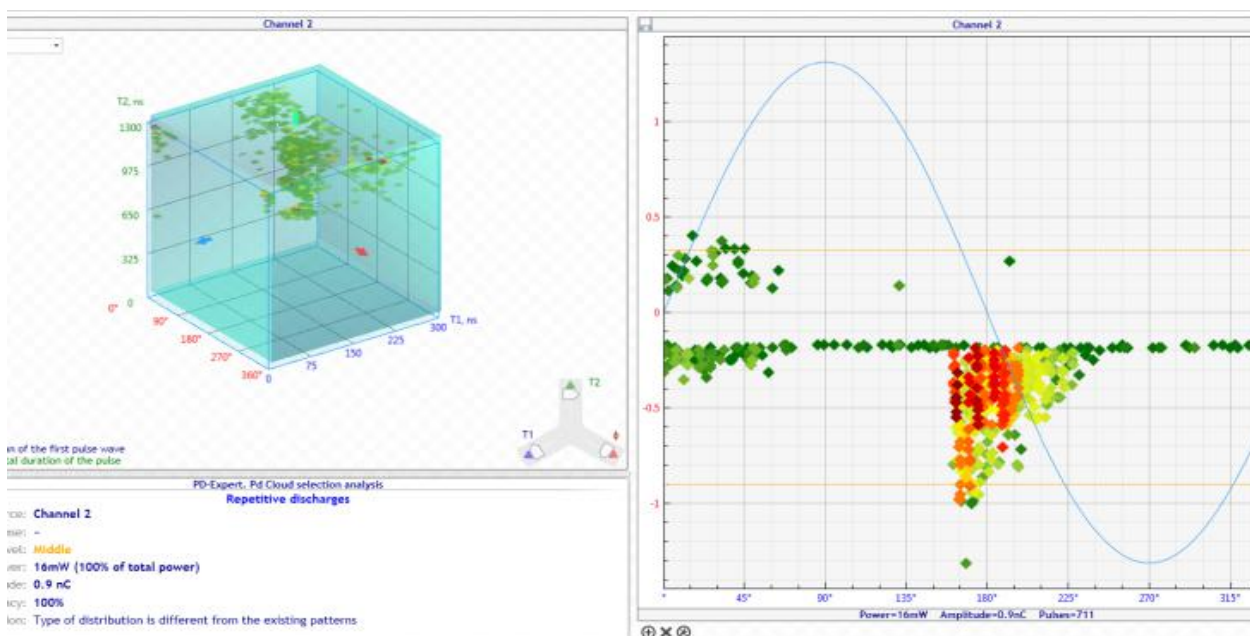 Channel 2
T2, ns
1300
975
650
325
0
0°
90°
180°
270°
360°
0
75
150
225
300
T1, ns
T2
T1
ϕ
of the first pulse wave
duration of the pulse
PD-Expert. Pd Cloud selection analysis
Repetitive discharges
Channel 2
–
Middle
16mW (100% of total power)
0.9 nC
100%
Type of distribution is different from the existing patterns
Channel 2
1
0.5
0
-0.5
-1
°
45°
90°
135°
180°
225°
270°
315°
Power=16mW Amplitude=0.9nC Pulses=711